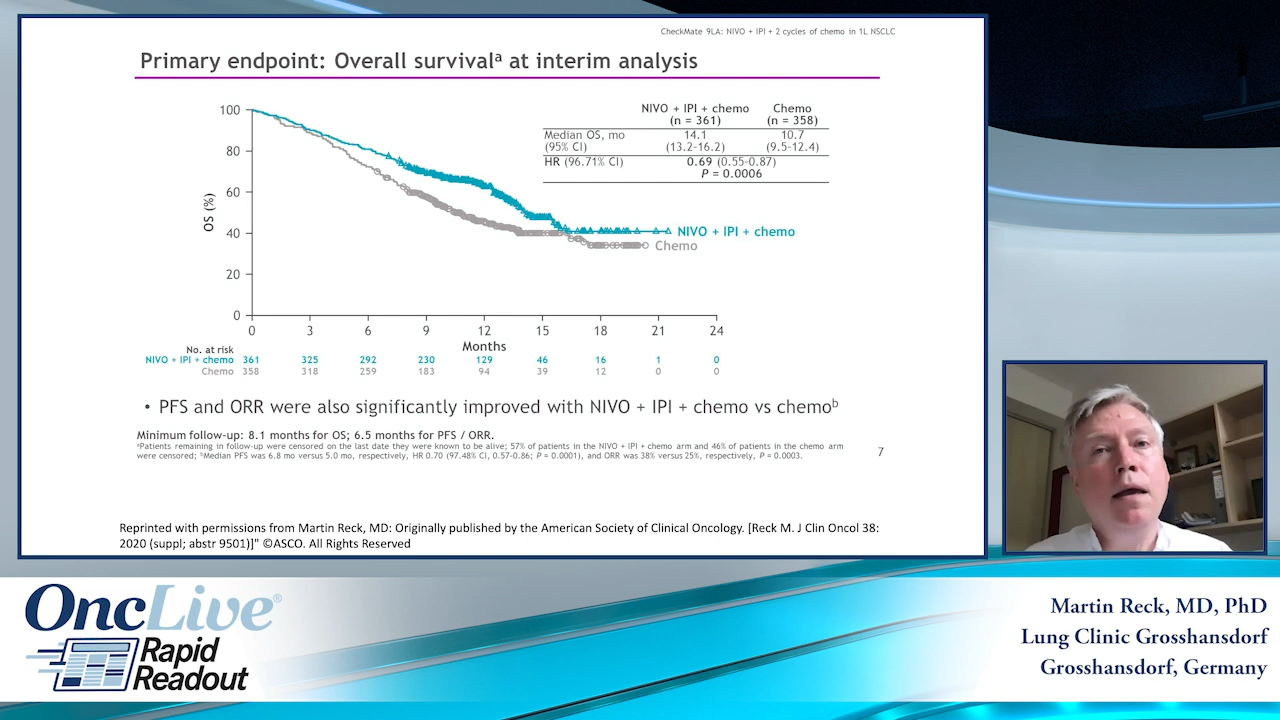 CheckMate 9LA: NIVO + IPI + 2 cycles of chemo in 1L NSCLC
Primary endpoint: Overall survivalᵃ at interim analysis
NIVO + IPI + chemo Chemo
(n = 361) (n = 358)
Median OS, mo 14.1 10.7
(95% CI) (13.2-16.2) (9.5-12.4)
HR (96.71% CI) 0.69 (0.55-0.87)
P = 0.0006
OS (%)
100
80
60
40
20
0
NIVO + IPI + chemo
Chemo
0 3 6 9 12 15 18 21 24
Months
No. at risk
NIVO + IPI + chemo 361 325 292 230 129 46 16 1 0
Chemo 358 318 259 183 94 39 12 0 0
• PFS and ORR were also significantly improved with NIVO + IPI + chemo vs chemoᵇ
Minimum follow-up: 8.1 months for OS; 6.5 months for PFS / ORR.
ᵃPatients remaining in follow-up were censored on the last date they were known to be alive; 57% of patients in the NIVO + IPI + chemo arm and 46% of patients in the chemo arm
were censored; ᵇMedian PFS was 6.8 mo versus 5.0 mo, respectively, HR 0.70 (97.48% CI, 0.57-0.86; P = 0.0001), and ORR was 38% versus 25%, respectively, P = 0.0003.
7
Reprinted with permissions from Martin Reck, MD: Originally published by the American Society of Clinical Oncology. [Reck M. J Clin Oncol 38:
2020 (suppl; abstr 9501)]" ©ASCO. All Rights Reserved
OncLive®
Rapid
Readout
Martin Reck, MD, PhD
Lung Clinic Grosshansdorf
Grosshansdorf, Germany